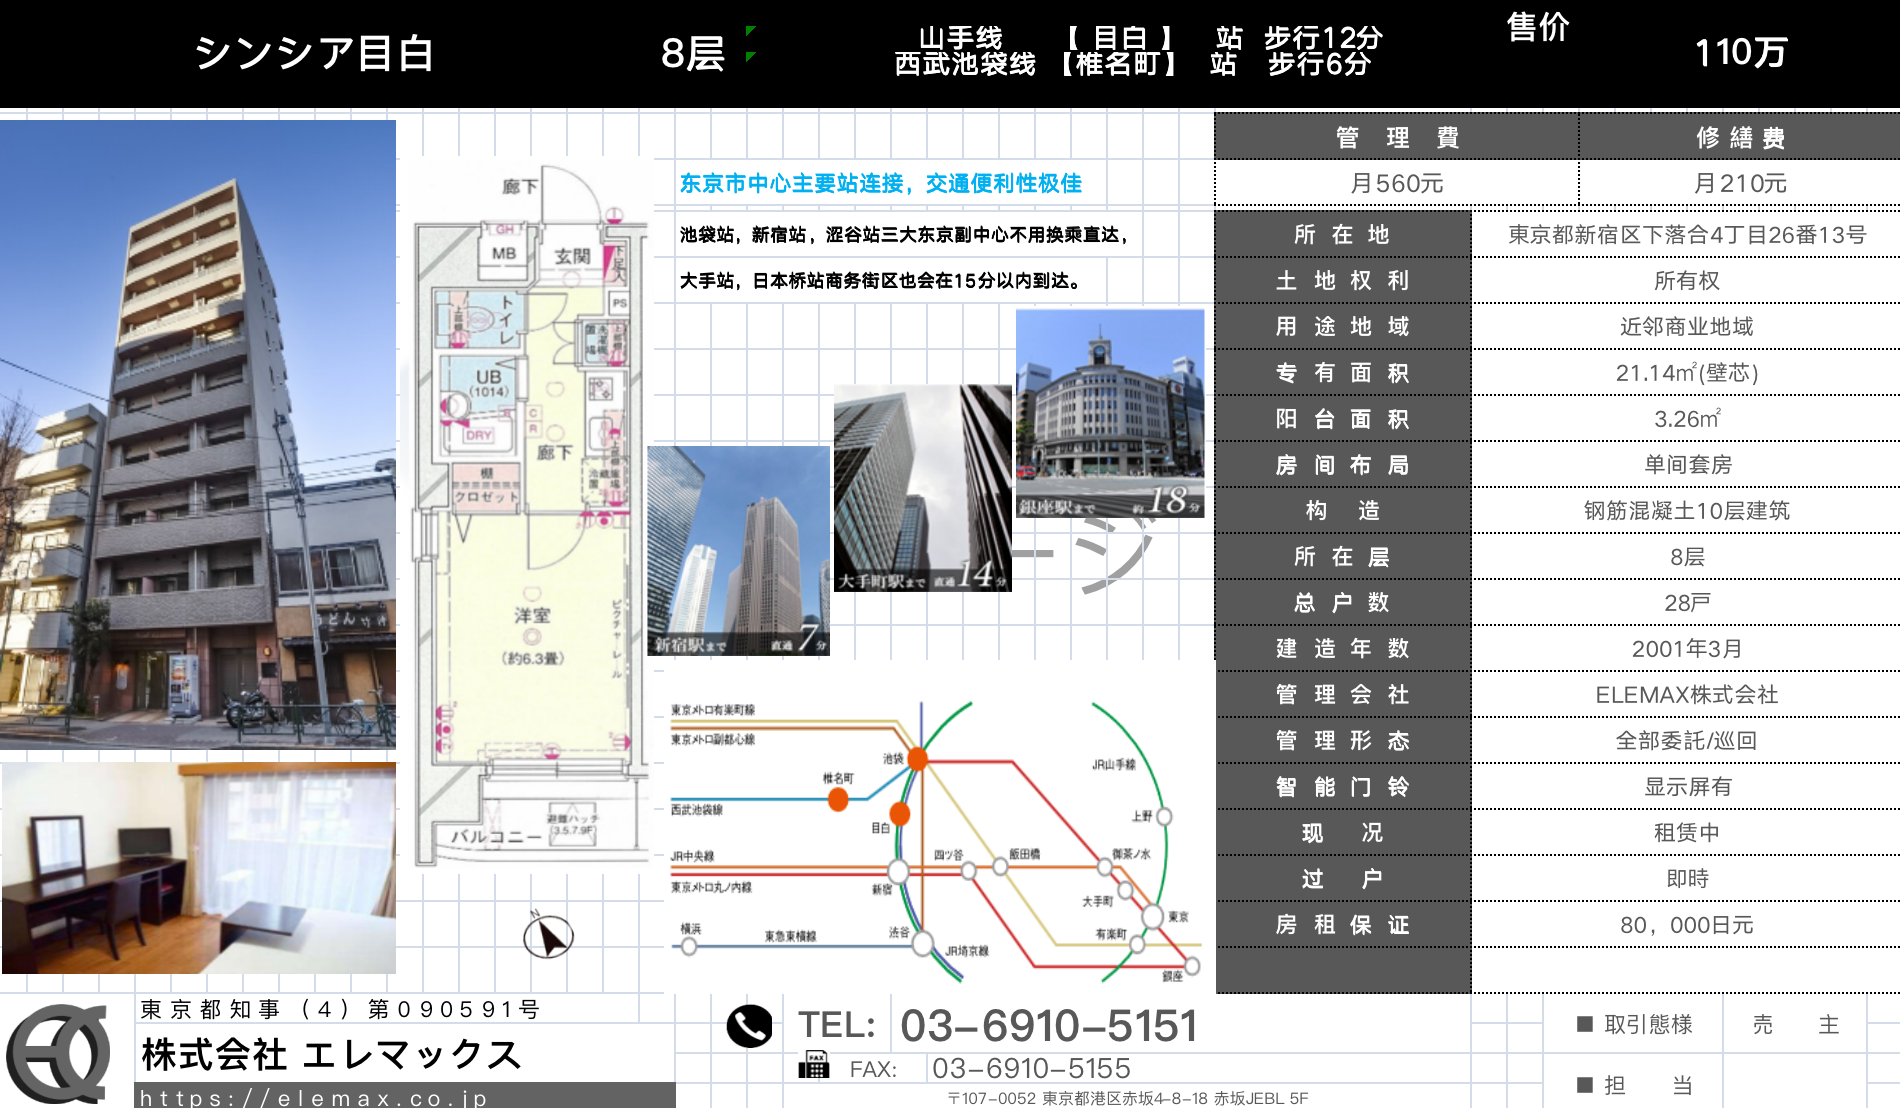 シンシア目白
8层
山手线 【 目白 】 站 步行12分
西武池袋线 【椎名町】 站 步行6分
售价
110万
管 理 費
修 繕 费
月560元
月210元
东京市中心主要站连接，交通便利性极佳
池袋站，新宿站，涩谷站三大东京副中心不用换乘直达，
大手站，日本桥站商务街区也会在15分以内到达。
所 在 地
東京都新宿区下落合4丁目26番13号
土 地 权 利
所有权
用 途 地 域
近邻商业地域
专 有 面 积
21.14㎡(壁芯)
阳 台 面 积
3.26㎡
房 间 布 局
单间套房
构 造
钢筋混凝土10层建筑
所 在 层
8层
总 户 数
28戸
建 造 年 数
2001年3月
管 理 会 社
ELEMAX株式会社
管 理 形 态
全部委託/巡回
智 能 门 铃
显示屏有
现 况
租赁中
过 户
即時
房 租 保 证
80，000日元
廊下
GH
MB
玄関
下足入
PS
トイレ
上部棚
洗濯機置場
UB
(1014)
DRY
C
R
廊下
棚
クロゼット
冷蔵庫置場
洋室
(約6.3畳)
ピクチャーレール
避難ハッチ
(3.5.7.9F)
バルコニー
N
新宿駅まで 直通7分
大手町駅まで 直通14分
銀座駅まで 約18分
ージ
東京メトロ有楽町線
東京メトロ副都心線
池袋
椎名町
西武池袋線
目白
JR山手線
上野
JR中央線
四ツ谷
飯田橋
御茶ノ水
東京メトロ丸ノ内線
新宿
大手町
東京
横浜
東急東横線
渋谷
JR埼京線
有楽町
銀座
東京都知事（4）第090591号
株式会社 エレマックス
https://elemax.co.jp
TEL: 03-6910-5151
FAX
FAX: 03-6910-5155
〒107-0052 東京都港区赤坂4-8-18 赤坂JEBL 5F
■ 取引態様
売 主
■ 担 当